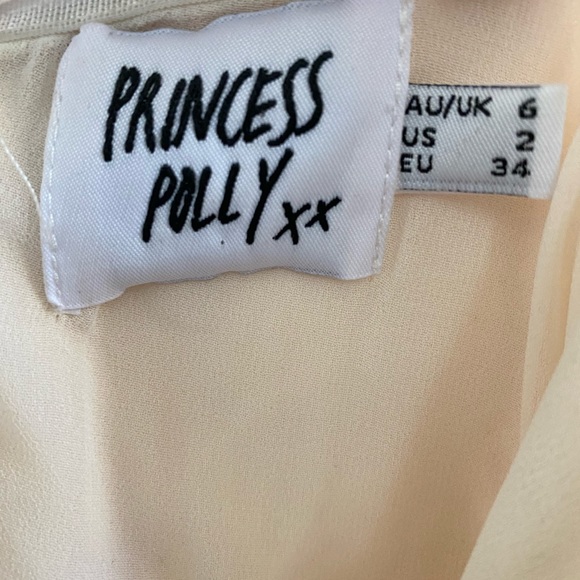 PRINCESS
POLLY xx
AU/UK 6
US 2
EU 34